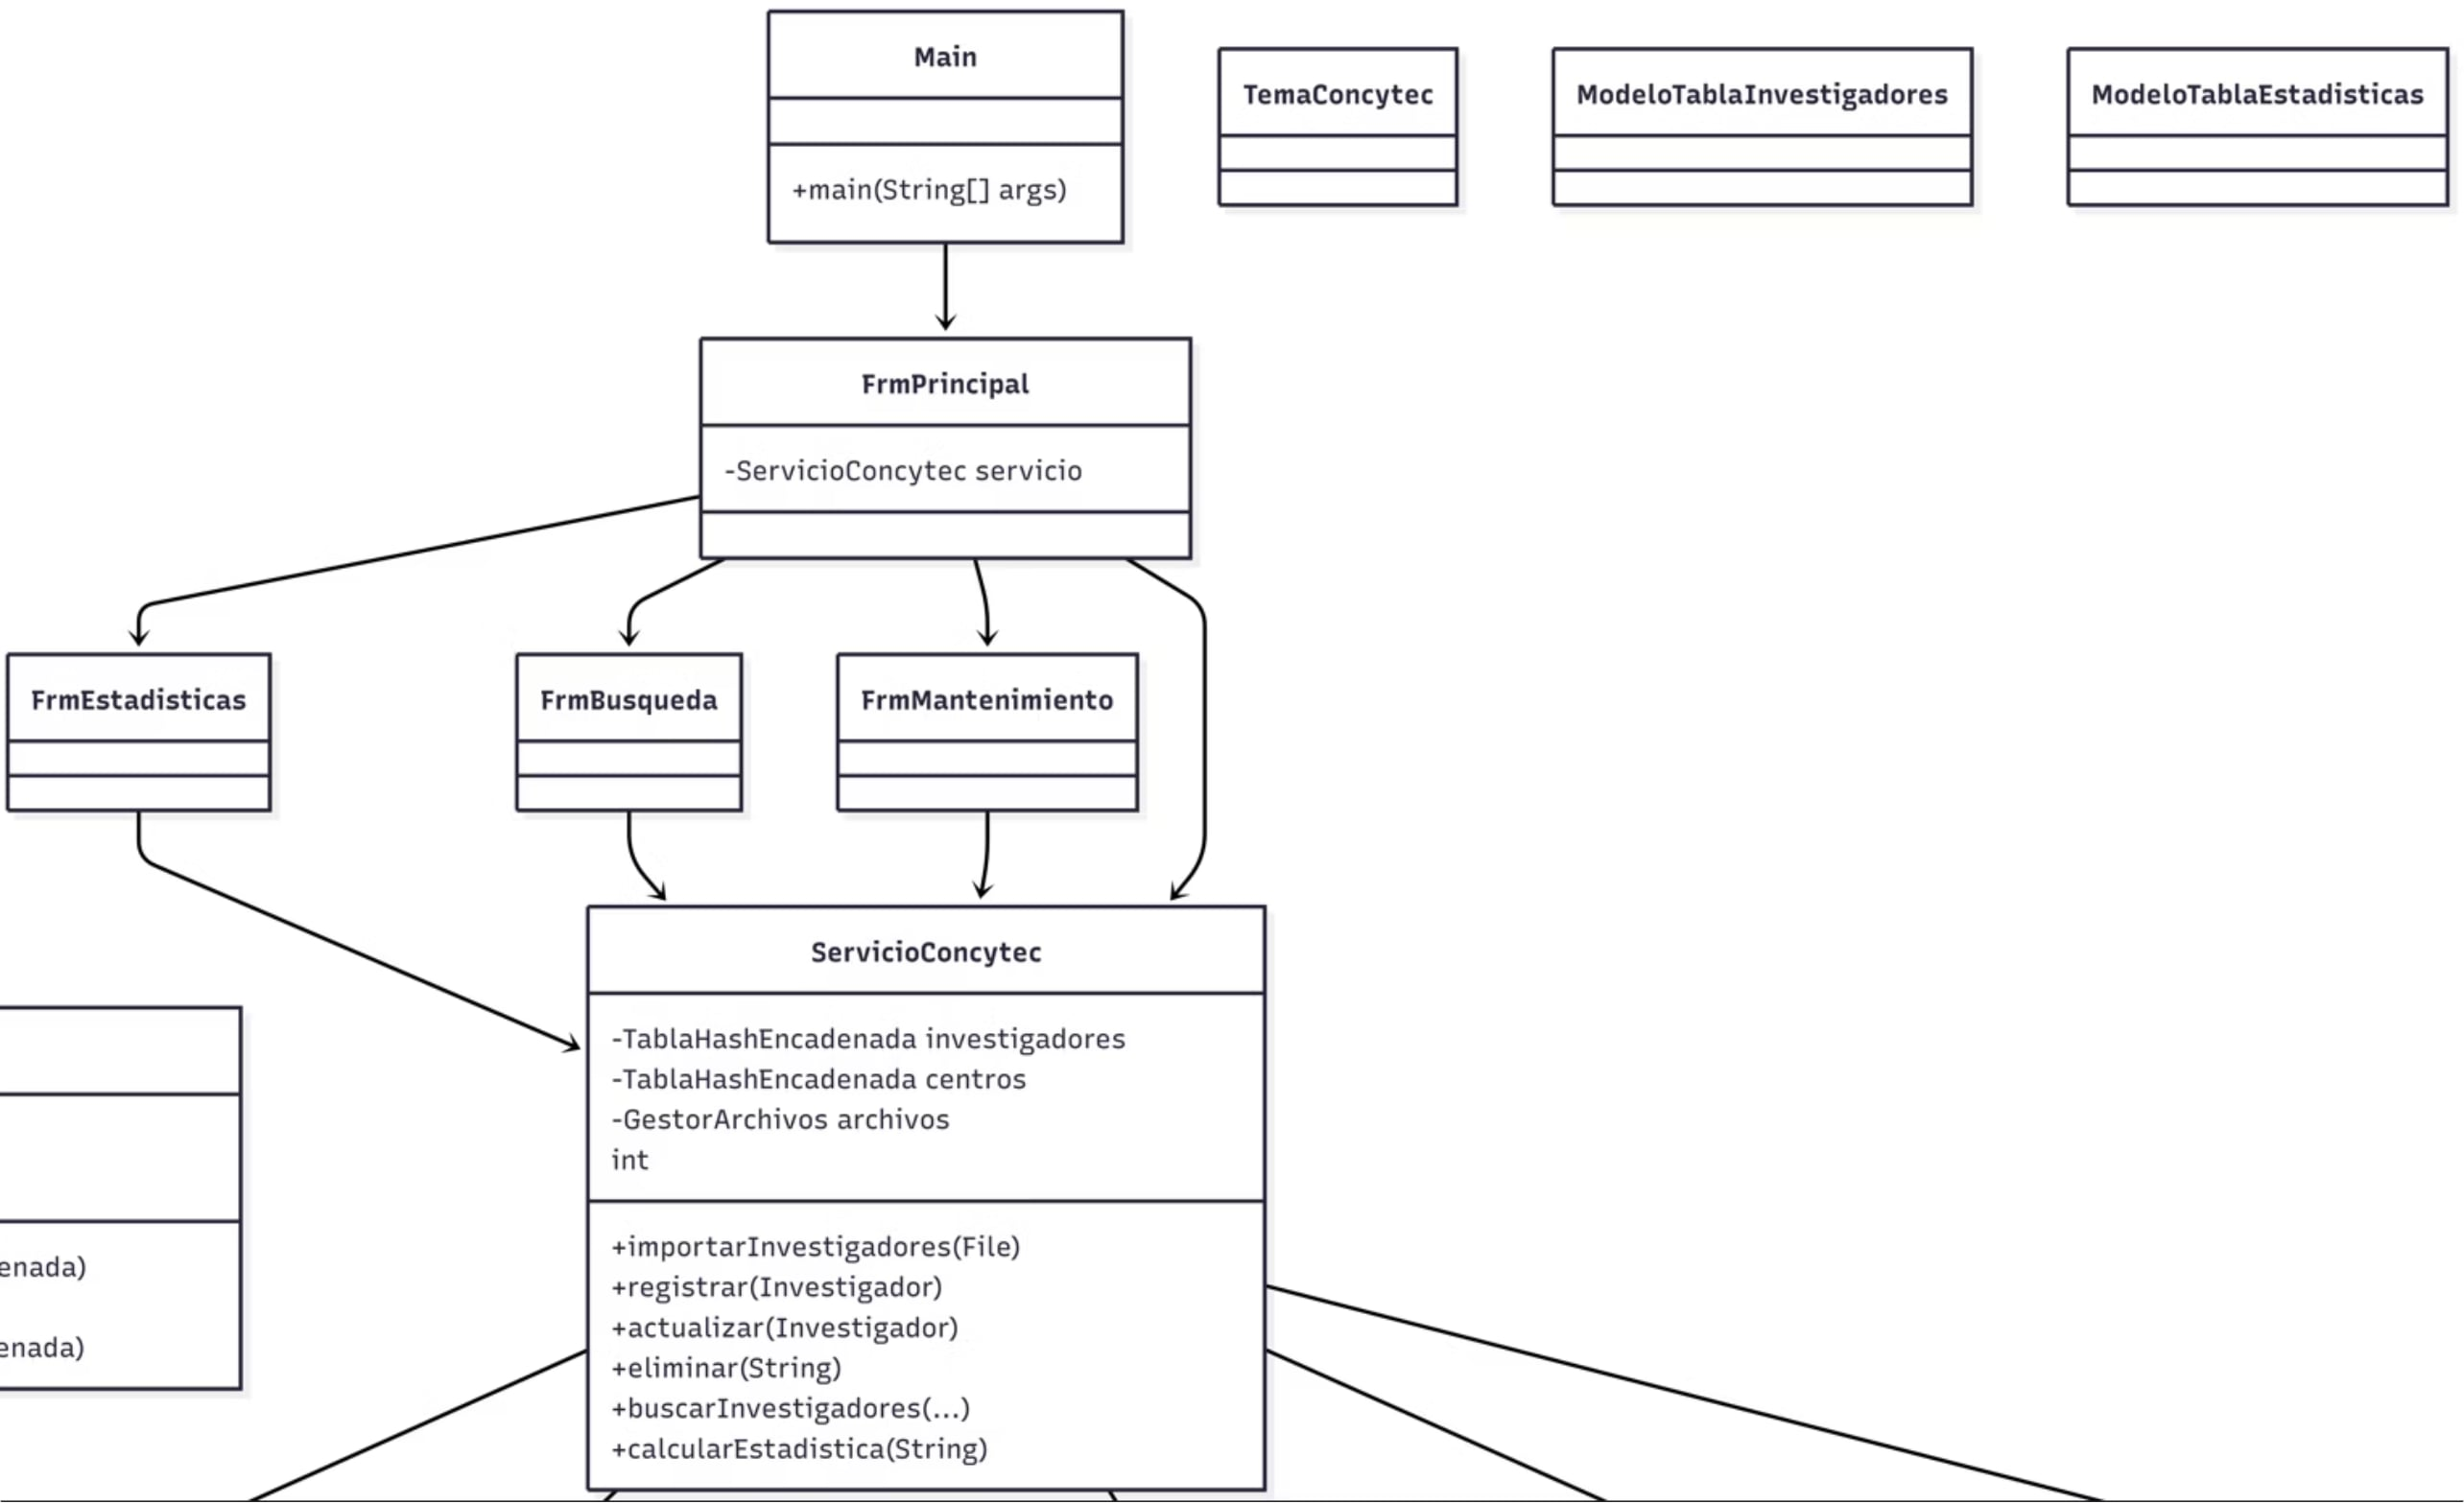 Main
+main(String[] args)
TemaConcytec
ModeloTablaInvestigadores
ModeloTablaEstadisticas
FrmPrincipal
-ServicioConcytec servicio
FrmEstadisticas
FrmBusqueda
FrmMantenimiento
ServicioConcytec
-TablaHashEncadenada investigadores
-TablaHashEncadenada centros
-GestorArchivos archivos
int
+importarInvestigadores(File)
+registrar(Investigador)
+actualizar(Investigador)
+eliminar(String)
+buscarInvestigadores(...)
+calcularEstadistica(String)
enada)
enada)